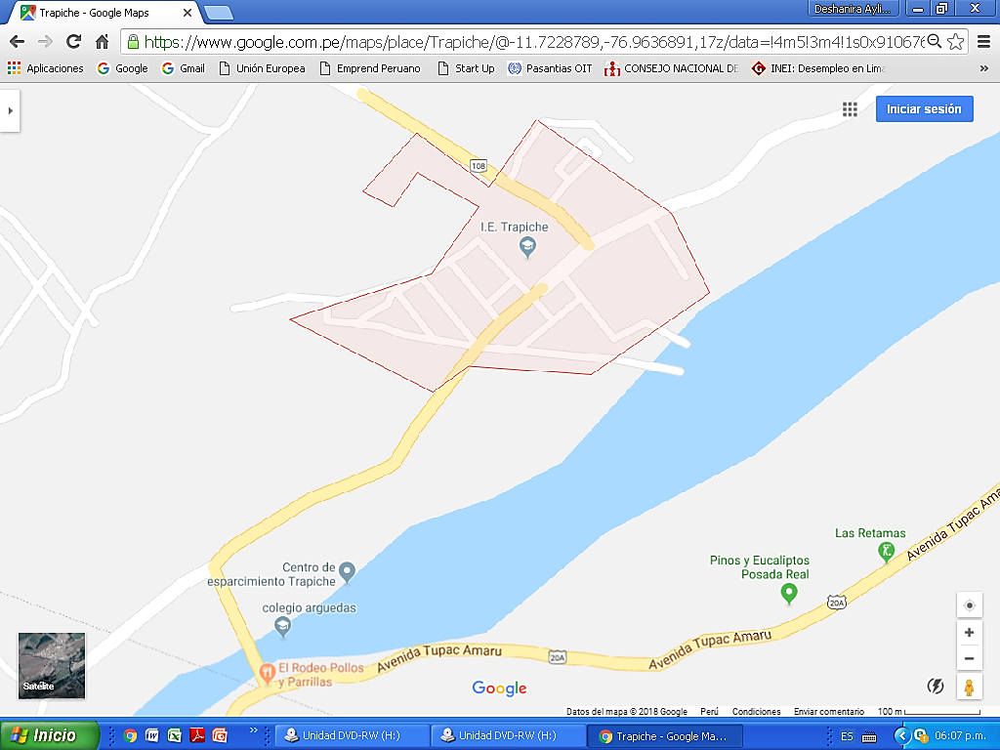 Trapiche - Google Maps
Deshanira Ayli...
https://www.google.com.pe/maps/place/Trapiche/@-11.7228789,-76.9636891,17z/data=!4m5!3m4!1s0x91067
Aplicaciones
Google
Gmail
Unión Europea
Emprend Peruano
Start Up
Pasantias OIT
CONSEJO NACIONAL DE
INEI: Desempleo en Lima
»
Iniciar sesión
108
I.E. Trapiche
Avenida Tupac Ama
Las Retamas
Pinos y Eucaliptos
Posada Real
20A
Centro de
esparcimiento Trapiche
colegio arguedas
Avenida Tupac Amaru
El Rodeo Pollos
y Parrillas
Avenida Tupac Amaru
20A
Satélite
Google
Datos del mapa © 2018 Google
Perú
Condiciones
Enviar comentario
100 m
Inicio
»
Unidad DVD-RW (H:)
Unidad DVD-RW (H:)
Trapiche - Google Ma...
ES
06:07 p.m.